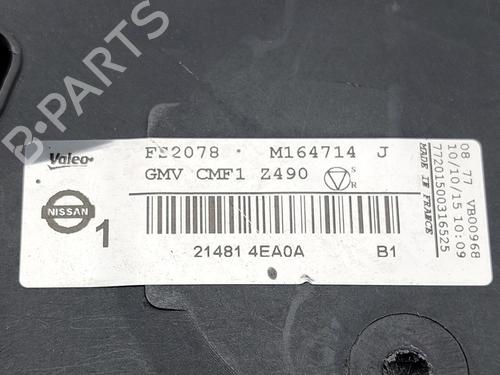 B-PARTS
Valeo
FS2078 · M164714 J
GMV CMF1 Z490 S R
NISSAN
1
21481 4EA0A B1
MADE IN FRANCE
77201500316525
10/10/15 10:09
08 77 VB00968